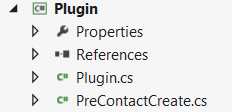 Plugin
Properties
References
Plugin.cs
PreContactCreate.cs